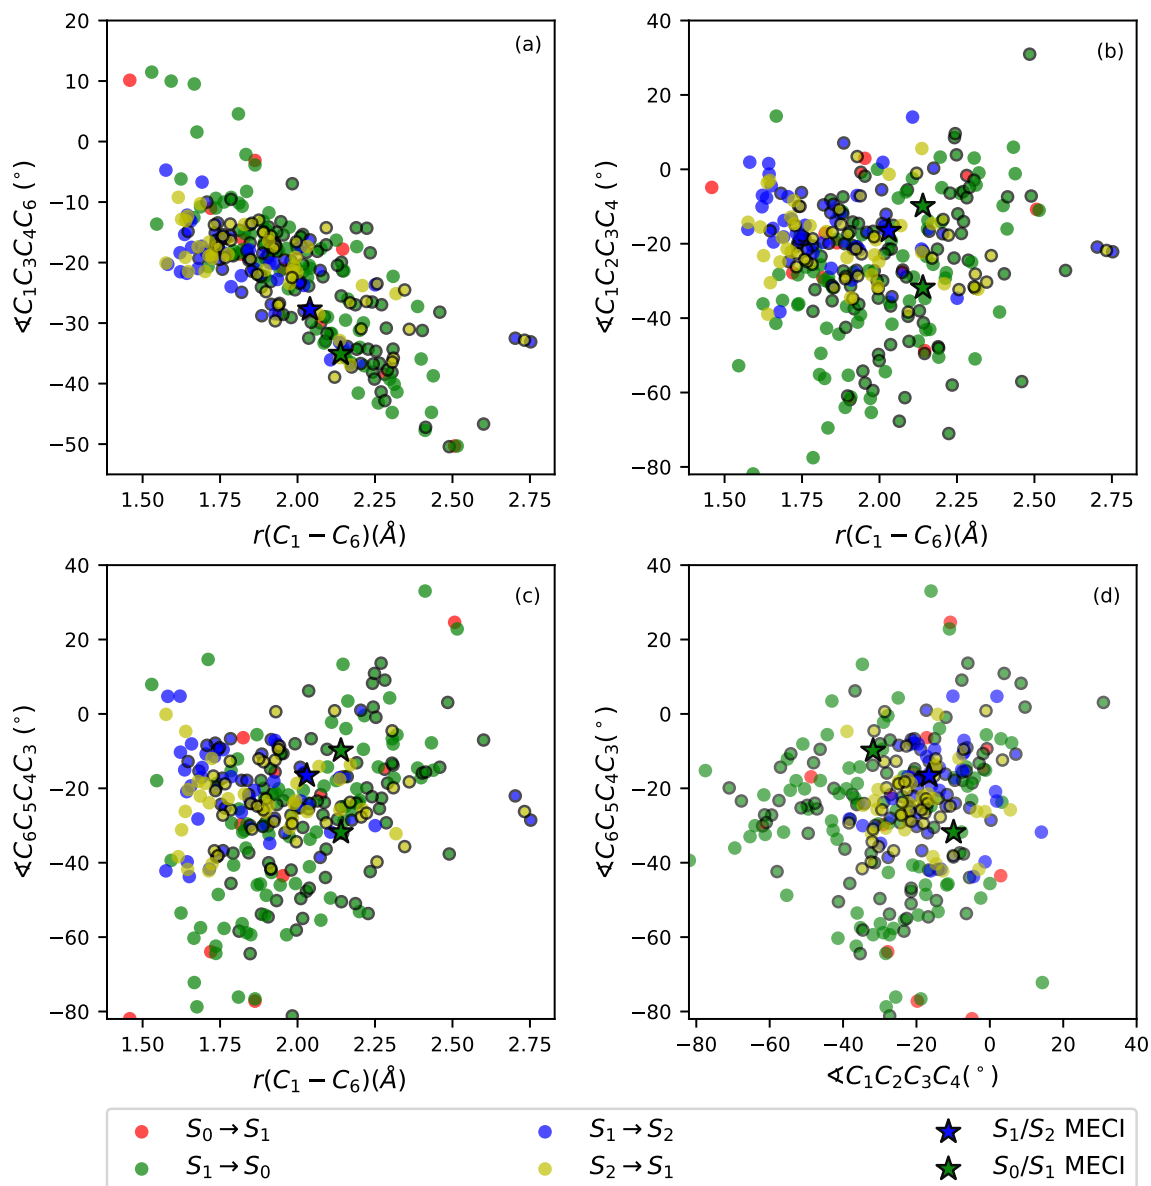 20
10
0
−10
−20
−30
−40
−50
∢C₁C₃C₄C₆ (°)
(a)
1.50 1.75 2.00 2.25 2.50 2.75
r(C₁ − C₆)(Å)
40
20
0
−20
−40
−60
−80
∢C₁C₂C₃C₄ (°)
(b)
1.50 1.75 2.00 2.25 2.50 2.75
r(C₁ − C₆)(Å)
40
20
0
−20
−40
−60
−80
∢C₆C₅C₄C₃ (°)
(c)
1.50 1.75 2.00 2.25 2.50 2.75
r(C₁ − C₆)(Å)
40
20
0
−20
−40
−60
−80
∢C₆C₅C₄C₃(°)
(d)
−80 −60 −40 −20 0 20 40
∢C₁C₂C₃C₄(°)
S₀ → S₁ S₁ → S₂ S₁/S₂ MECI
S₁ → S₀ S₂ → S₁ S₀/S₁ MECI